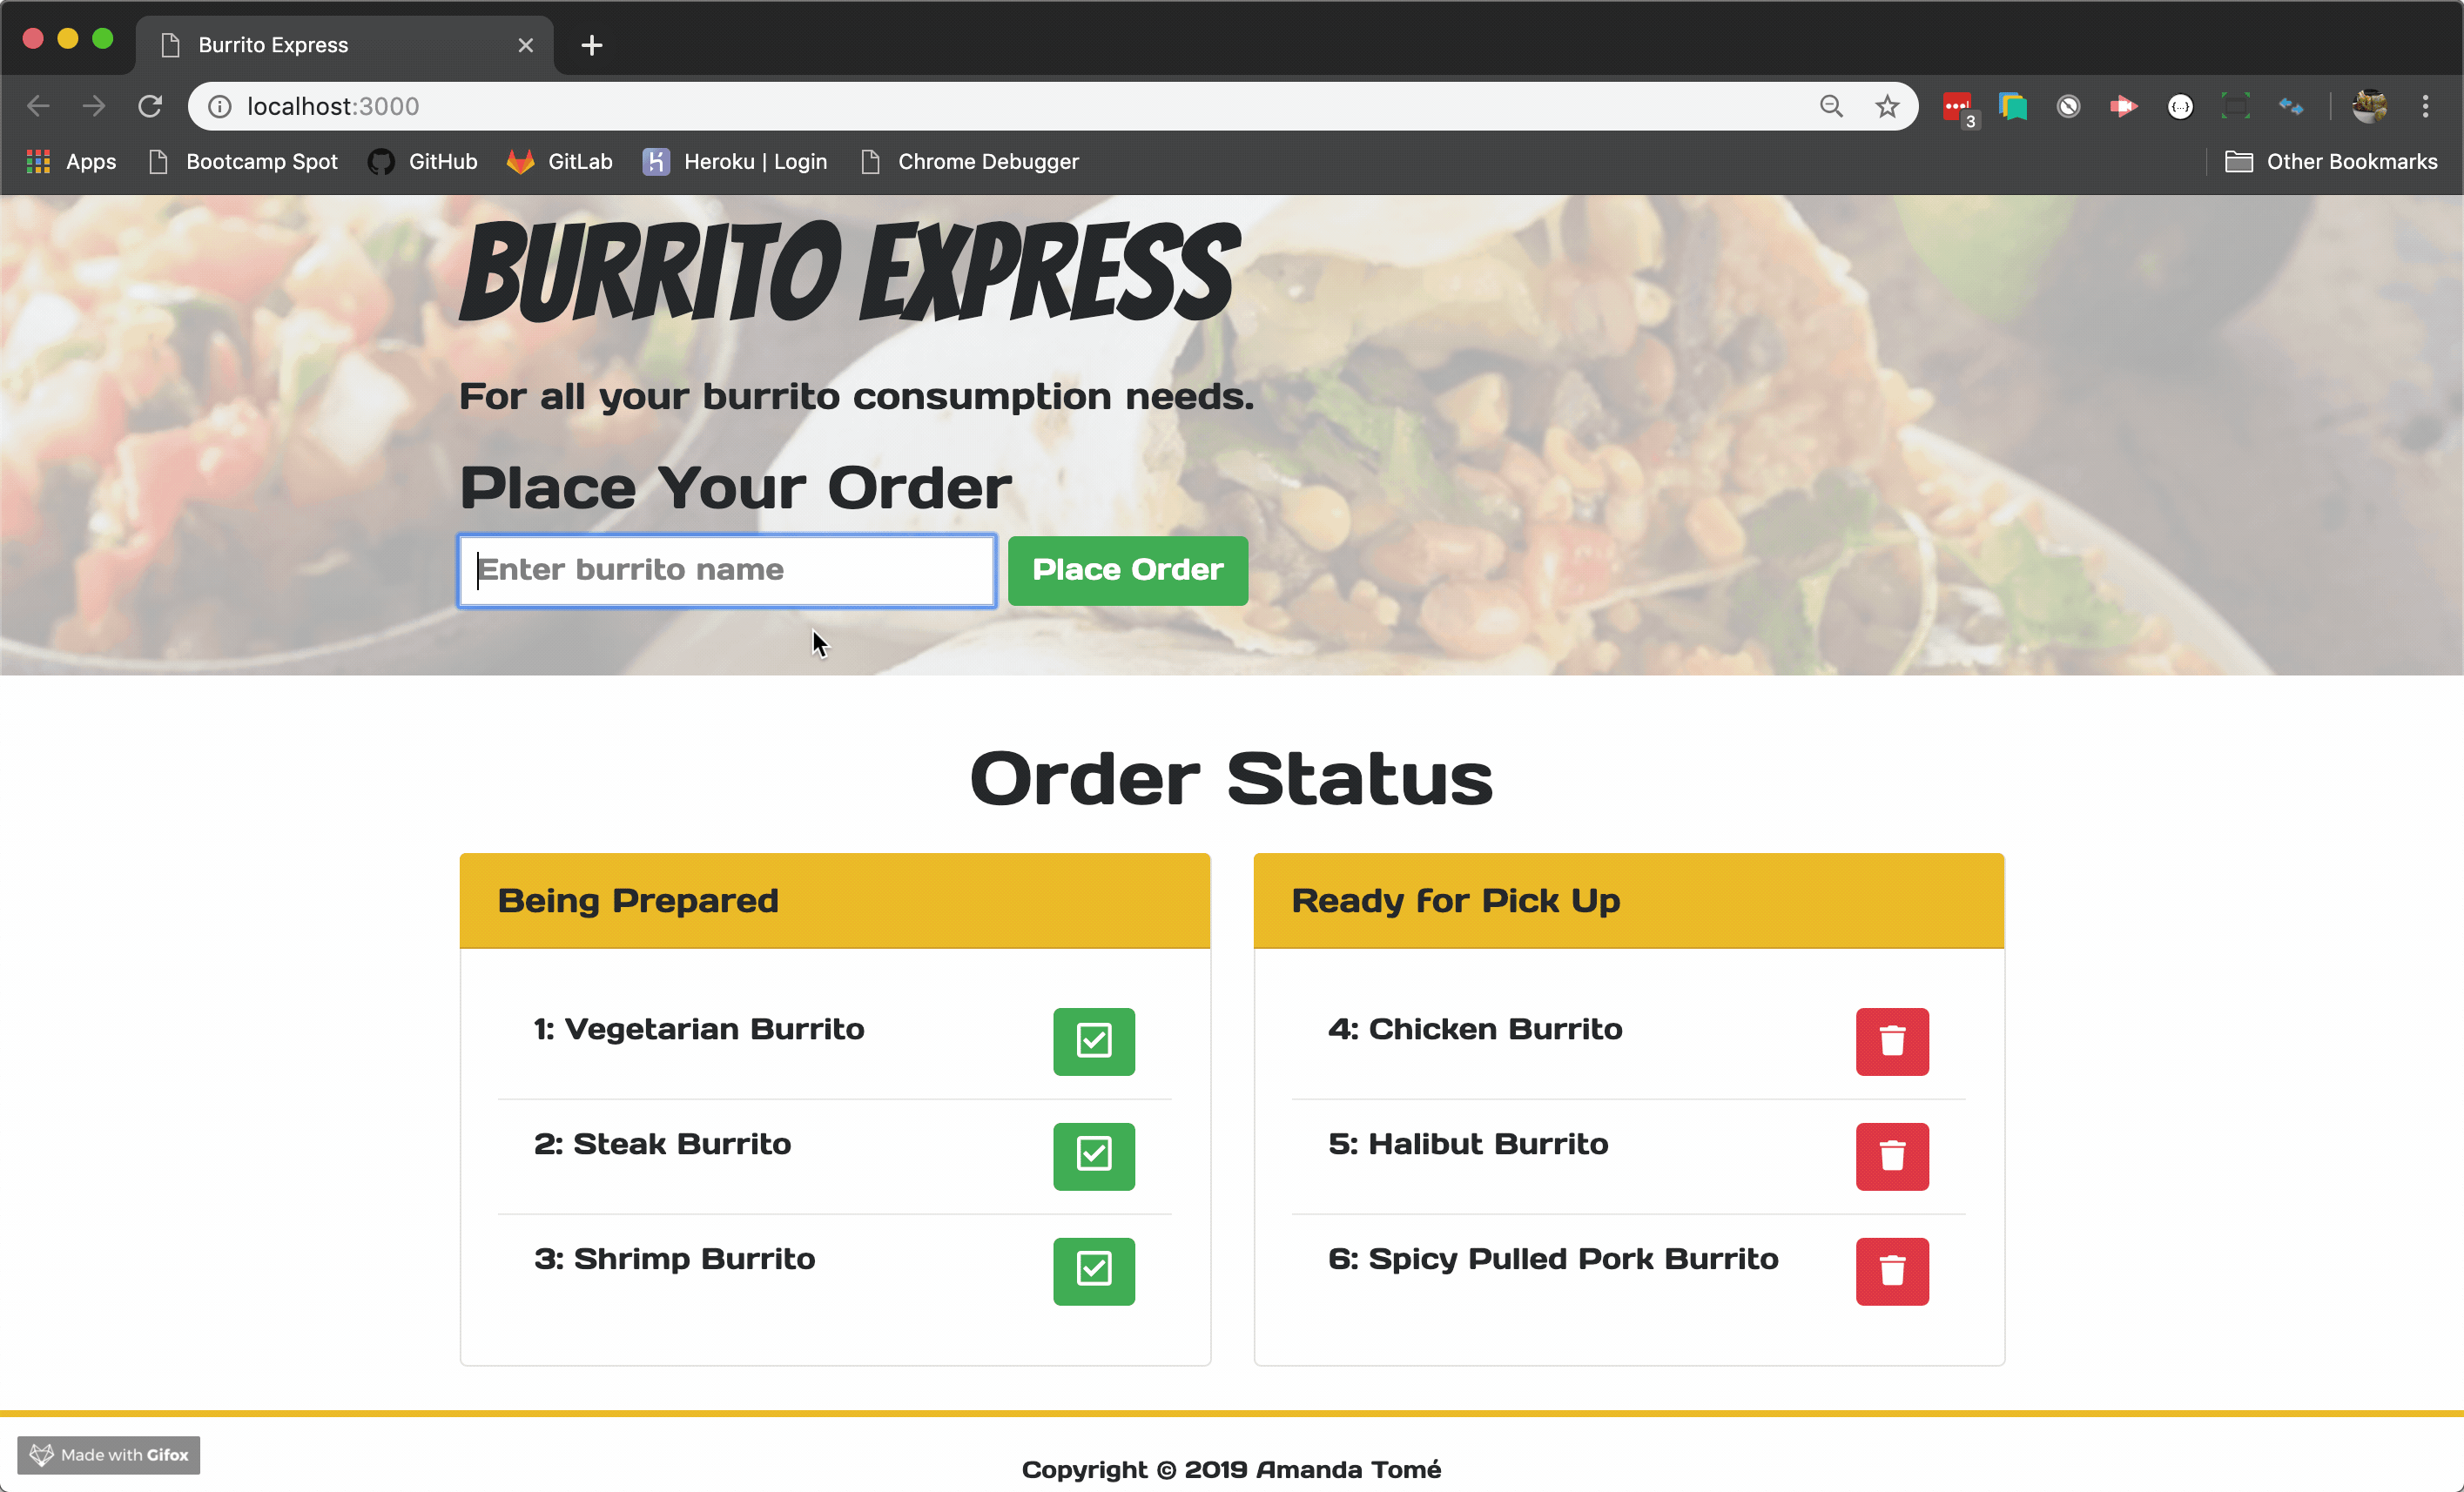 Burrito Express
localhost:3000
3
Apps
Bootcamp Spot
GitHub
GitLab
Heroku | Login
Chrome Debugger
Other Bookmarks
BURRITO EXPRESS
For all your burrito consumption needs.
Place Your Order
Enter burrito name
Place Order
Order Status
Being Prepared
1: Vegetarian Burrito
2: Steak Burrito
3: Shrimp Burrito
Ready for Pick Up
4: Chicken Burrito
5: Halibut Burrito
6: Spicy Pulled Pork Burrito
Made with Gifox
Copyright © 2019 Amanda Tomé